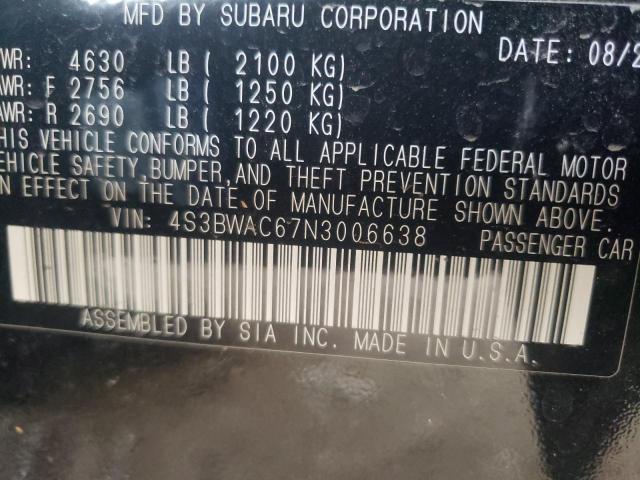 MFD BY SUBARU CORPORATION DATE: 08/2
WR: 4630 LB ( 2100 KG)
AWR: F 2756 LB ( 1250 KG)
AWR: R 2690 LB ( 1220 KG)
HIS VEHICLE CONFORMS TO ALL APPLICABLE FEDERAL MOTOR
EHICLE SAFETY,BUMPER,AND THEFT PREVENTION STANDARDS
N EFFECT ON THE DATE OF MANUFACTURE SHOWN ABOVE.
VIN: 4S3BWAC67N3006638 PASSENGER CAR
ASSEMBLED BY SIA INC. MADE IN U.S.A.